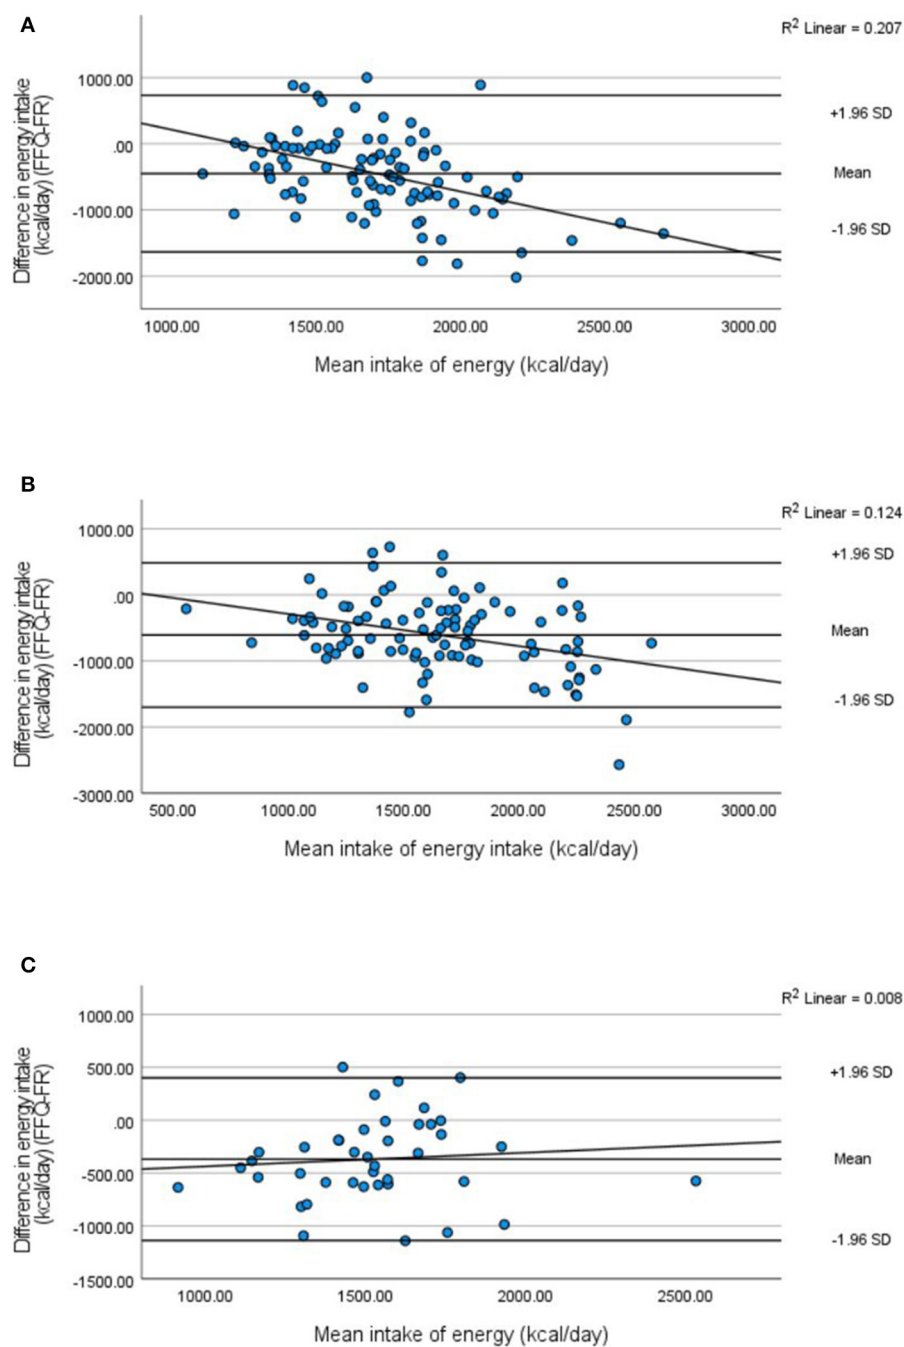 A
R² Linear = 0.207
Difference in energy intake
(kcal/day) (FFQ-FR)
1000.00
.00
-1000.00
-2000.00
+1.96 SD
Mean
-1.96 SD
1000.00 1500.00 2000.00 2500.00 3000.00
Mean intake of energy (kcal/day)
B
R² Linear = 0.124
Difference in energy intake
(kcal/day) (FFQ-FR)
1000.00
.00
-1000.00
-2000.00
-3000.00
+1.96 SD
Mean
-1.96 SD
500.00 1000.00 1500.00 2000.00 2500.00 3000.00
Mean intake of energy intake (kcal/day)
C
R² Linear = 0.008
Difference in energy intake
(kcal/day) (FFQ-FR)
1000.00
500.00
.00
-500.00
-1000.00
-1500.00
+1.96 SD
Mean
-1.96 SD
1000.00 1500.00 2000.00 2500.00
Mean intake of energy (kcal/day)